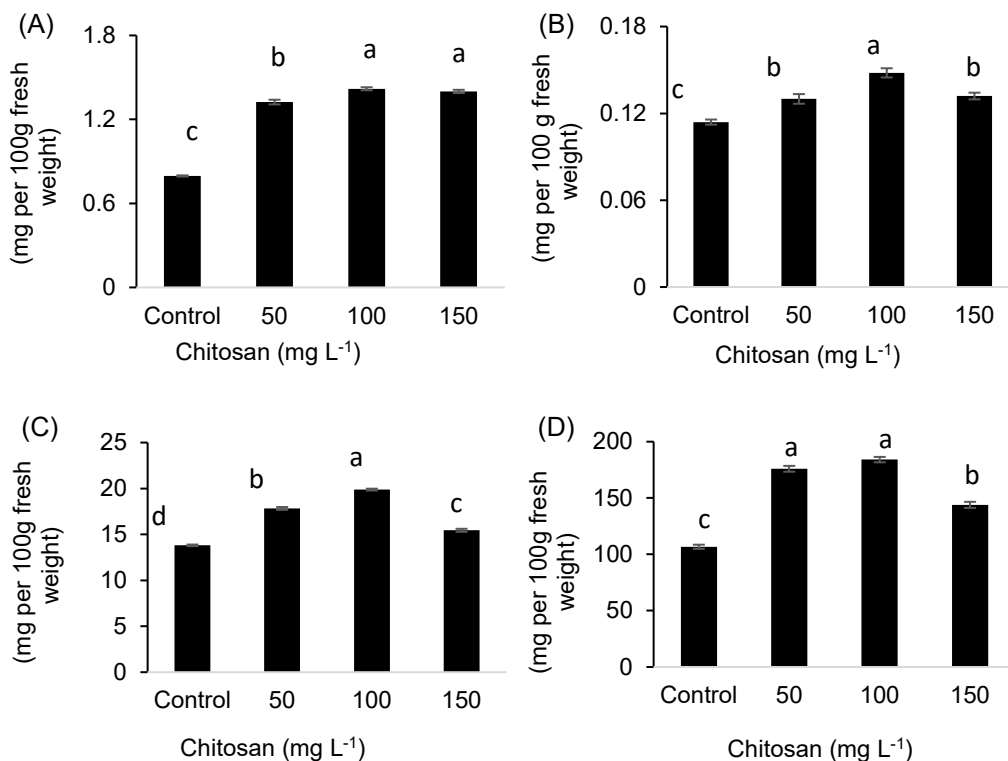 (A)
(mg per 100g fresh
weight)
1.8
1.2
0.6
0
c
b
a
a
Control 50 100 150
Chitosan (mg L-1)
(B)
(mg per 100 g fresh
weight)
0.18
0.12
0.06
0
c
b
a
b
Control 50 100 150
Chitosan (mg L-1)
(C)
(mg per 100g fresh
weight)
25
20
15
10
5
0
d
b
a
c
Control 50 100 150
Chitosan (mg L-1)
(D)
(mg per 100g fresh
weight)
200
150
100
50
0
c
a
a
b
Control 50 100 150
Chitosan (mg L-1)